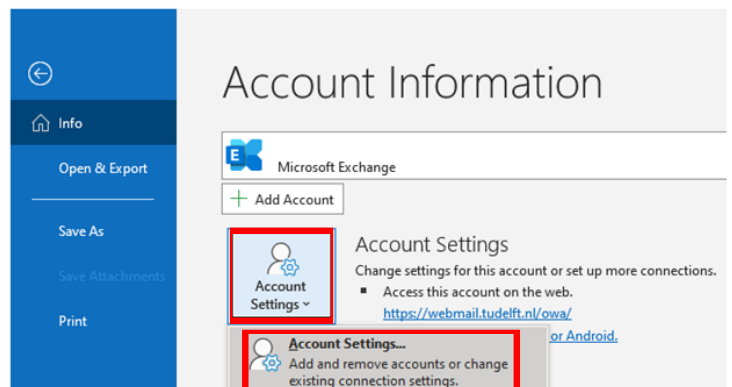 Account Information
Info
Microsoft Exchange
Open & Export
Add Account
Save As
Account Settings
Change settings for this account or set up more connections.
Save Attachments
Account
Settings
Access this account on the web.
https://webmail.tudelft.nl/owa/
Print
or Android.
Account Settings...
Add and remove accounts or change
existing connection settings.